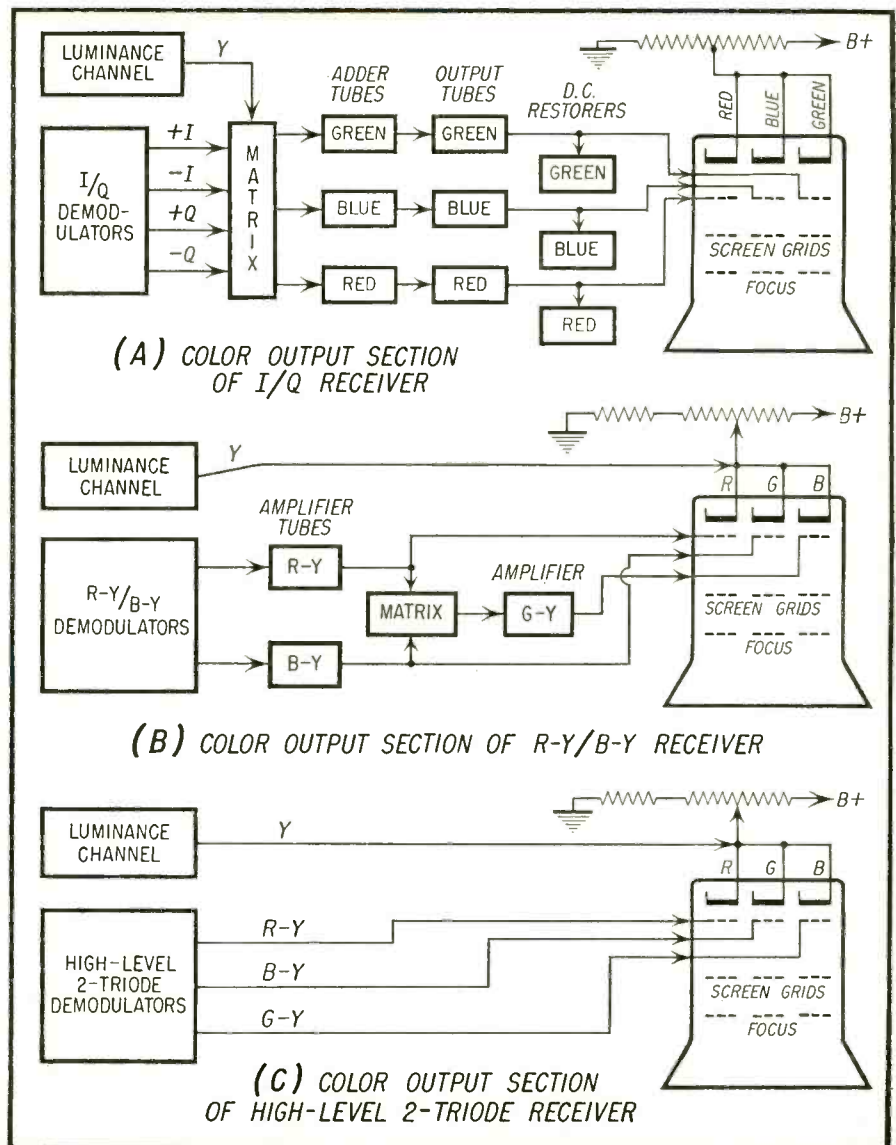 LUMINANCE
CHANNEL
Y
I/Q
DEMOD-
ULATORS
+I
-I
+Q
-Q
MATRIX
ADDER
TUBES
OUTPUT
TUBES
D.C.
RESTORERS
GREEN
GREEN
GREEN
BLUE
BLUE
BLUE
RED
RED
RED
B+
RED
BLUE
GREEN
SCREEN GRIDS
FOCUS
(A) COLOR OUTPUT SECTION
OF I/Q RECEIVER
LUMINANCE
CHANNEL
Y
R-Y/B-Y
DEMODULATORS
AMPLIFIER
TUBES
R-Y
B-Y
MATRIX
AMPLIFIER
G-Y
B+
R G B
SCREEN GRIDS
FOCUS
(B) COLOR OUTPUT SECTION OF R-Y/B-Y RECEIVER
LUMINANCE
CHANNEL
Y
HIGH-LEVEL
2-TRIODE
DEMODULATORS
R-Y
B-Y
G-Y
B+
R G B
SCREEN GRIDS
FOCUS
(C) COLOR OUTPUT SECTION
OF HIGH-LEVEL 2-TRIODE RECEIVER